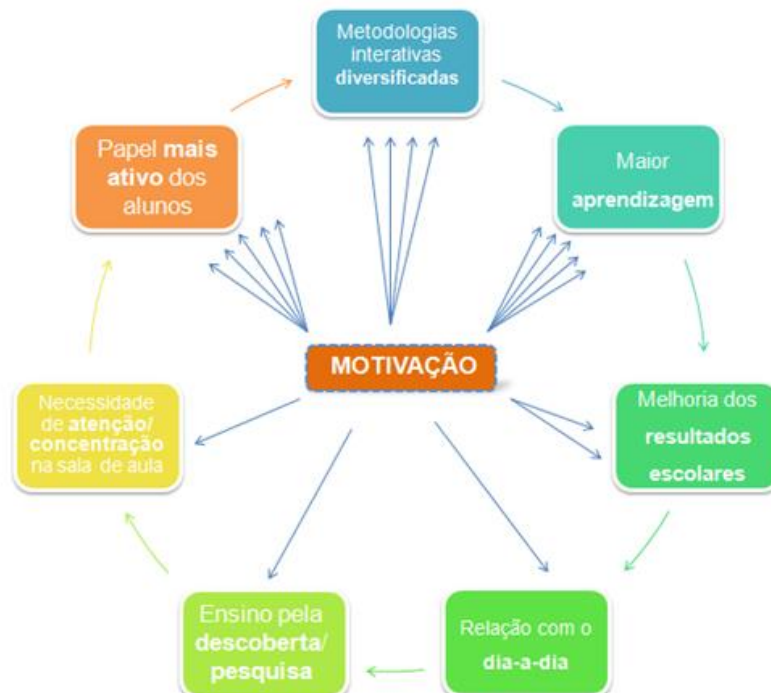 Metodologias
interativas
diversificadas
Papel mais
ativo dos
alunos
Maior
aprendizagem
MOTIVAÇÃO
Necessidade
de atenção/
concentração
na sala de aula
Melhoria dos
resultados
escolares
Ensino pela
descoberta/
pesquisa
Relação com o
dia-a-dia